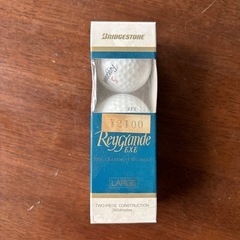 BRIDGESTONE
¥2100
Reygrande
EXE
LARGE
TWO-PIECE CONSTRUCTION